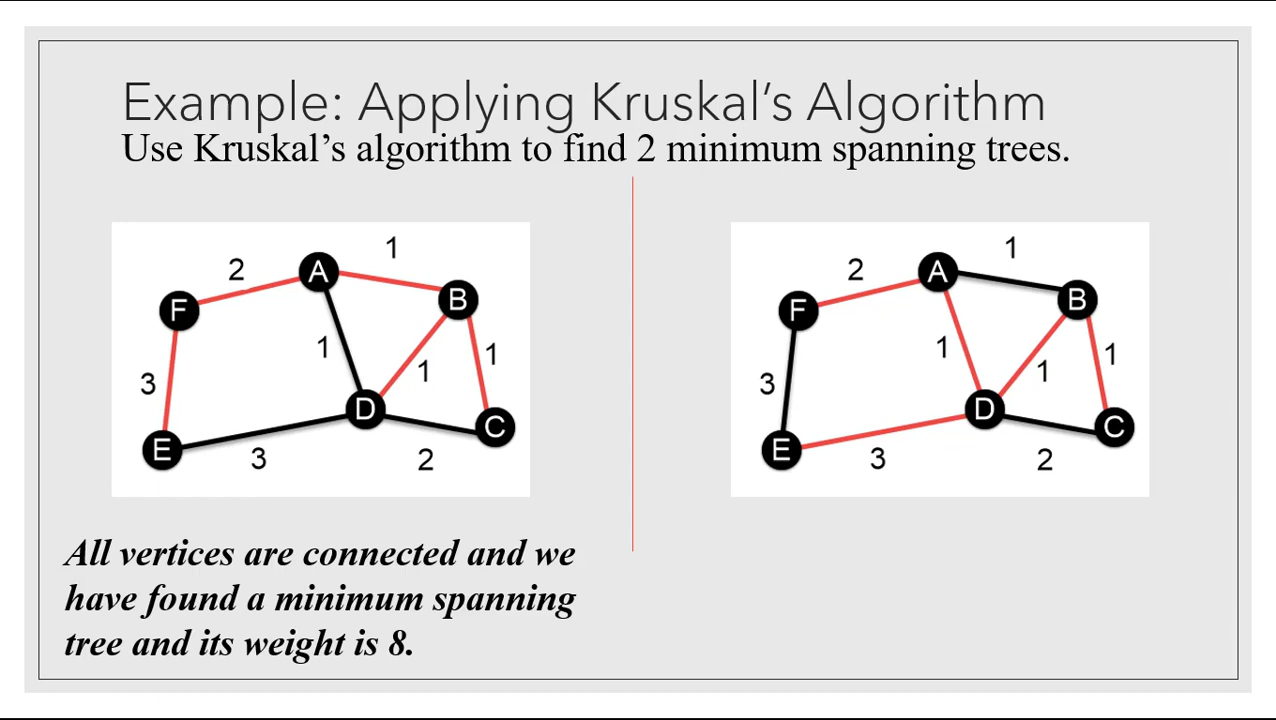 Example: Applying Kruskal's Algorithm
Use Kruskal's algorithm to find 2 minimum spanning trees.
1
2
A
F
B
1
1
1
3
D
C
E
3
2
1
2
A
F
B
1
1
1
3
D
C
E
3
2
All vertices are connected and we
have found a minimum spanning
tree and its weight is 8.